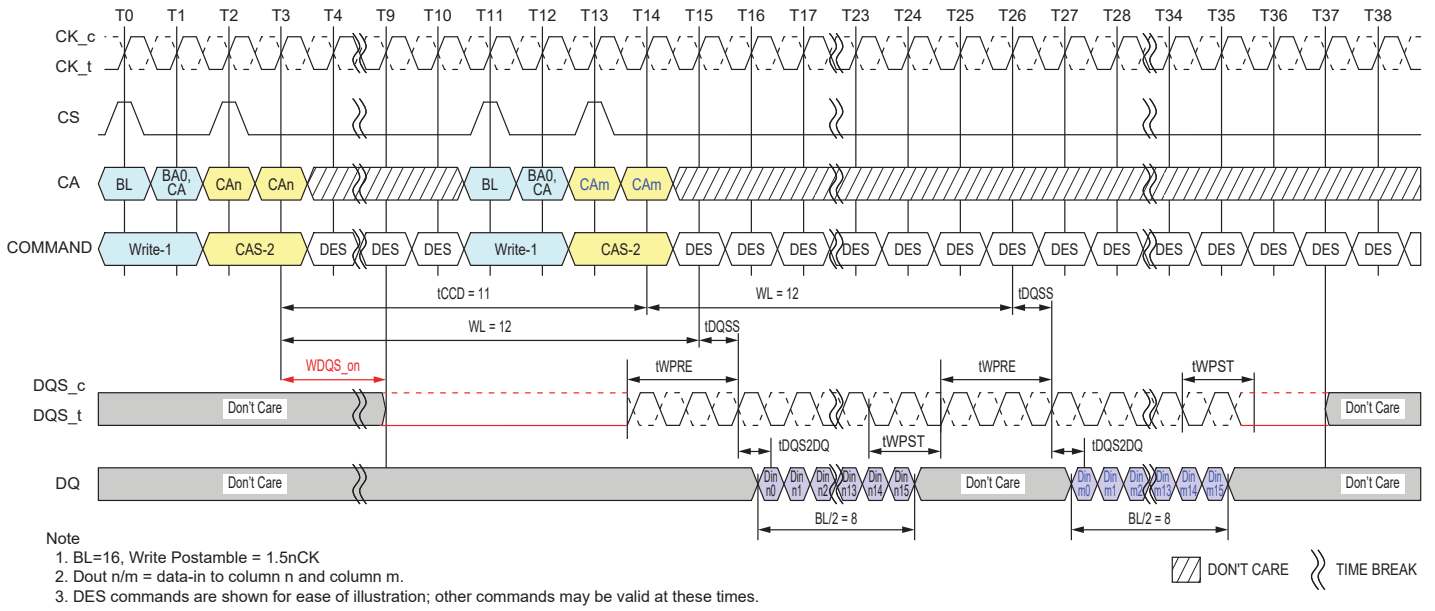 T0 T1 T2 T3 T4 T9 T10 T11 T12 T13 T14 T15 T16 T17 T23 T24 T25 T26 T27 T28 T34 T35 T36 T37 T38
CK_c
CK_t
CS
CA BL BA0, CA CAn CAn BL BA0, CA CAm CAm
COMMAND Write-1 CAS-2 DES DES DES Write-1 CAS-2 DES DES DES DES DES DES DES DES DES DES DES DES DES DES
tCCD = 11 WL = 12 tDQSS
WL = 12 tDQSS
WDQS_on tWPRE tWPRE tWPST
DQS_c
DQS_t Don't Care Don't Care
tDQS2DQ tWPST tDQS2DQ
DQ Don't Care Din n0 Din n1 Din n2 Din n13 Din n14 Din n15 Don't Care Din m0 Din m1 Din m2 Din m13 Din m14 Din m15 Don't Care
BL/2 = 8 BL/2 = 8
Note
1. BL=16, Write Postamble = 1.5nCK
2. Dout n/m = data-in to column n and column m.
3. DES commands are shown for ease of illustration; other commands may be valid at these times.
DON'T CARE TIME BREAK